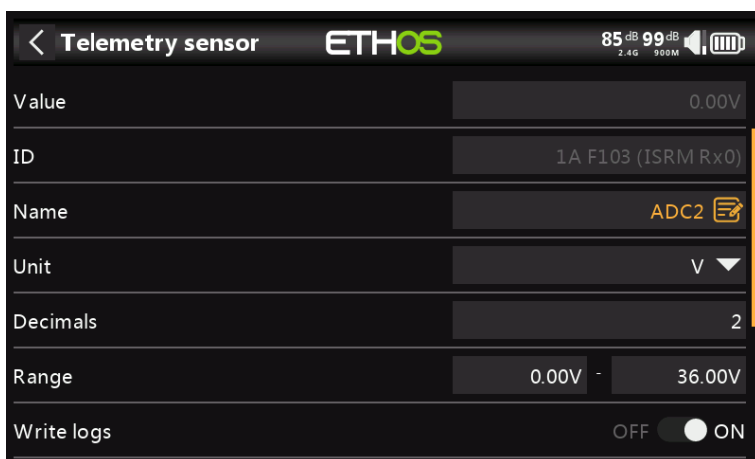 Telemetry sensor ETHOS 85 dB 2.4G 99 dB 900M
Value 0.00V
ID 1A F103 (ISRM Rx0)
Name ADC2
Unit V
Decimals 2
Range 0.00V - 36.00V
Write logs OFF ON